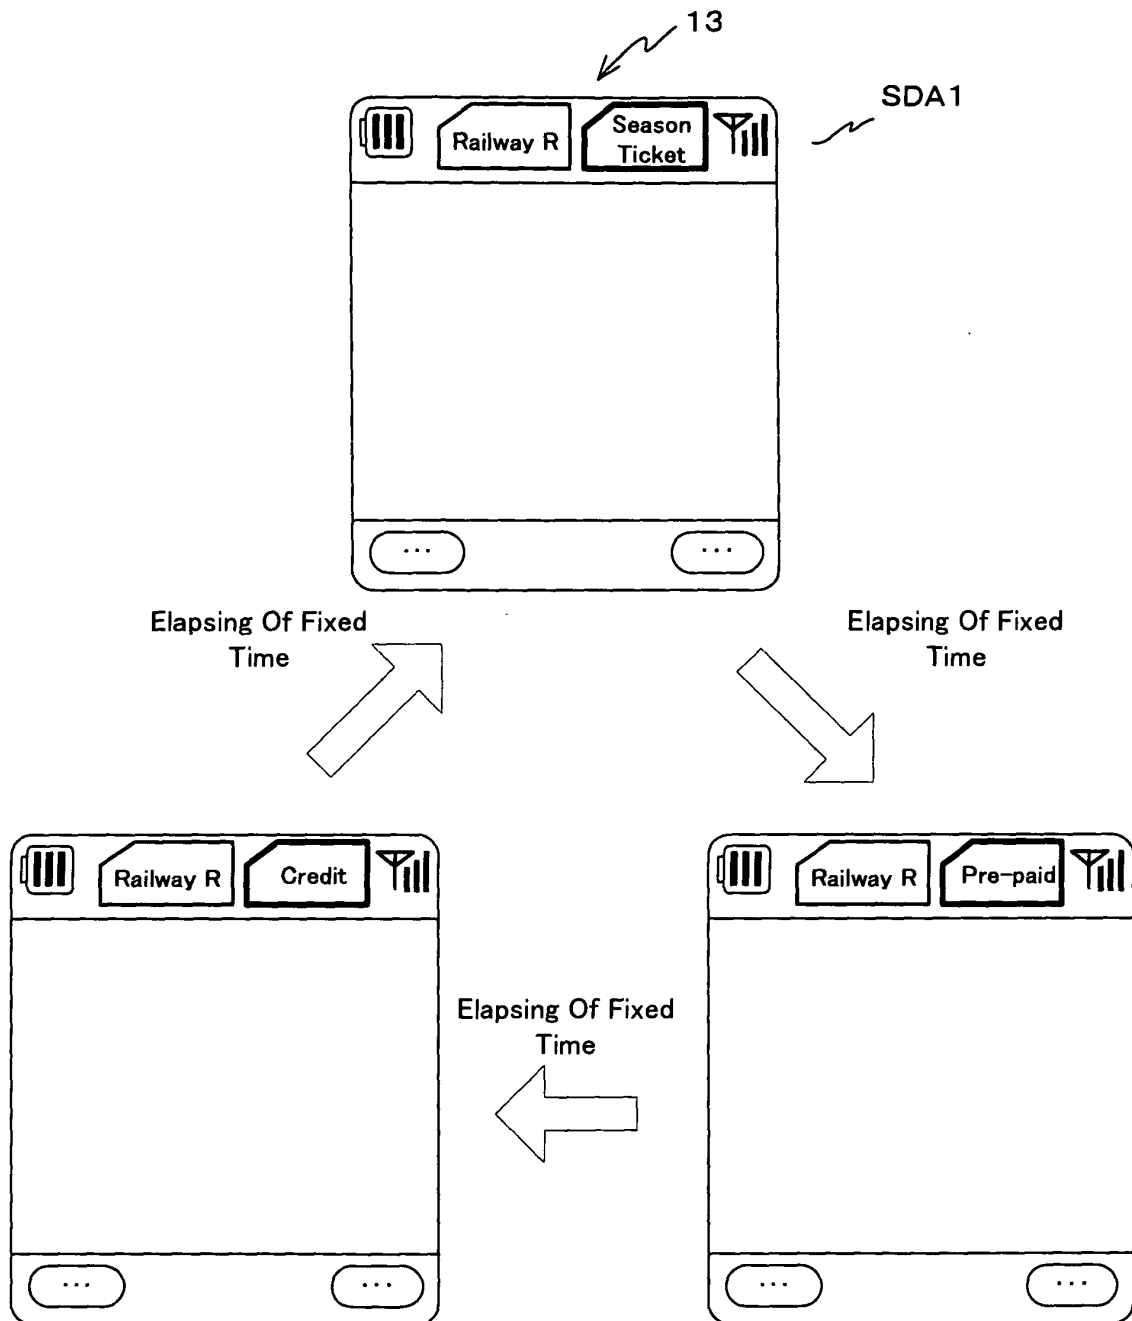 13
SDA1
Railway R
Season
Ticket
...
...
Elapsing Of Fixed
Time
Elapsing Of Fixed
Time
Railway R
Credit
Railway R
Pre-paid
Elapsing Of Fixed
Time
...
...
...
...